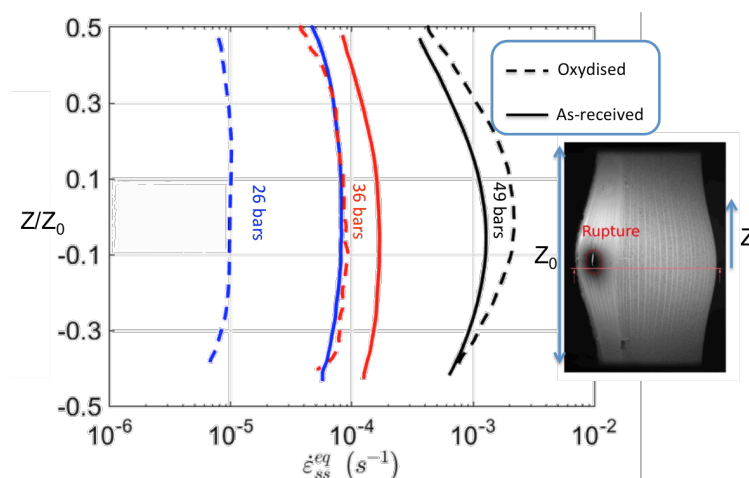 0.5
0.3
0.1
-0.1
-0.3
-0.5
Z/Z₀
10⁻⁶
10⁻⁵
10⁻⁴
10⁻³
10⁻²
ε̇ₛₛᵉᑫ (s⁻¹)
26 bars
36 bars
49 bars
Oxydised
As-received
Rupture
Z₀
Z